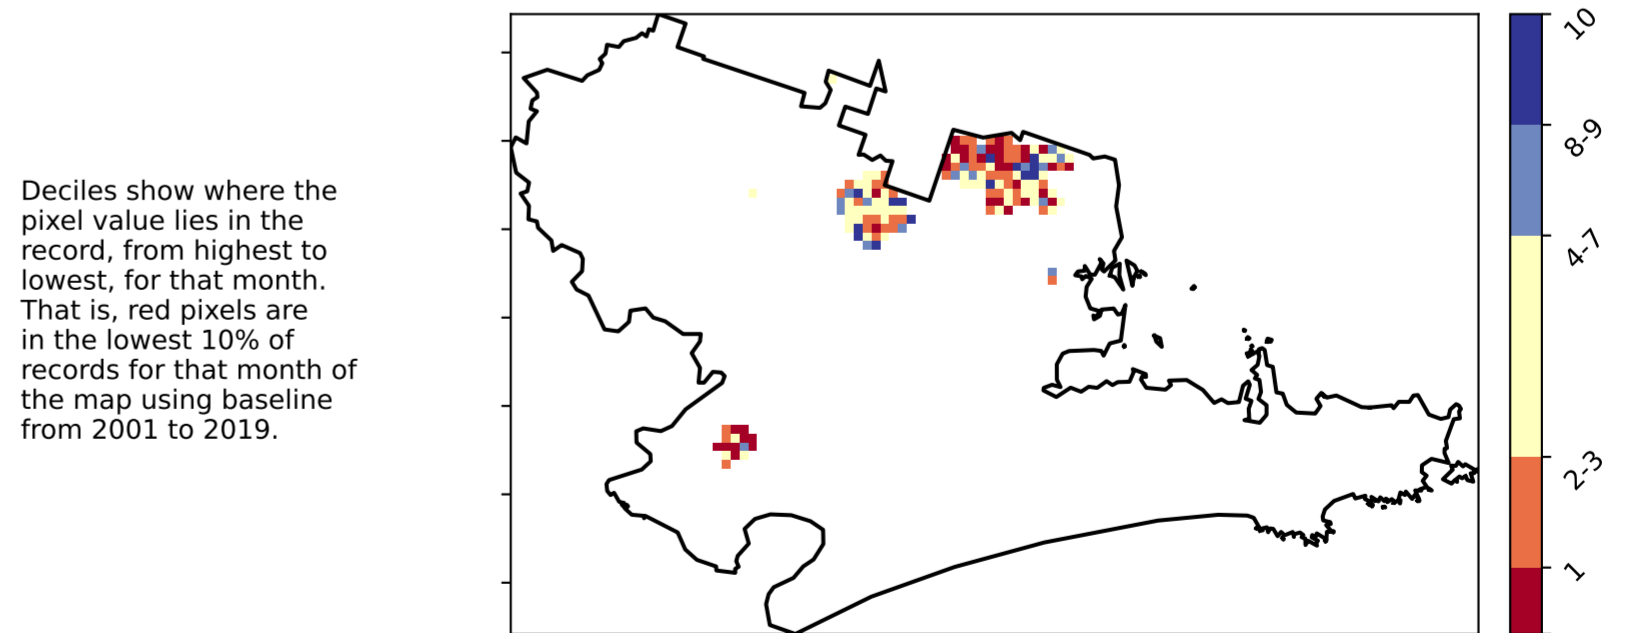 Deciles show where the
pixel value lies in the
record, from highest to
lowest, for that month.
That is, red pixels are
in the lowest 10% of
records for that month of
the map using baseline
from 2001 to 2019.
10
8-9
4-7
2-3
1